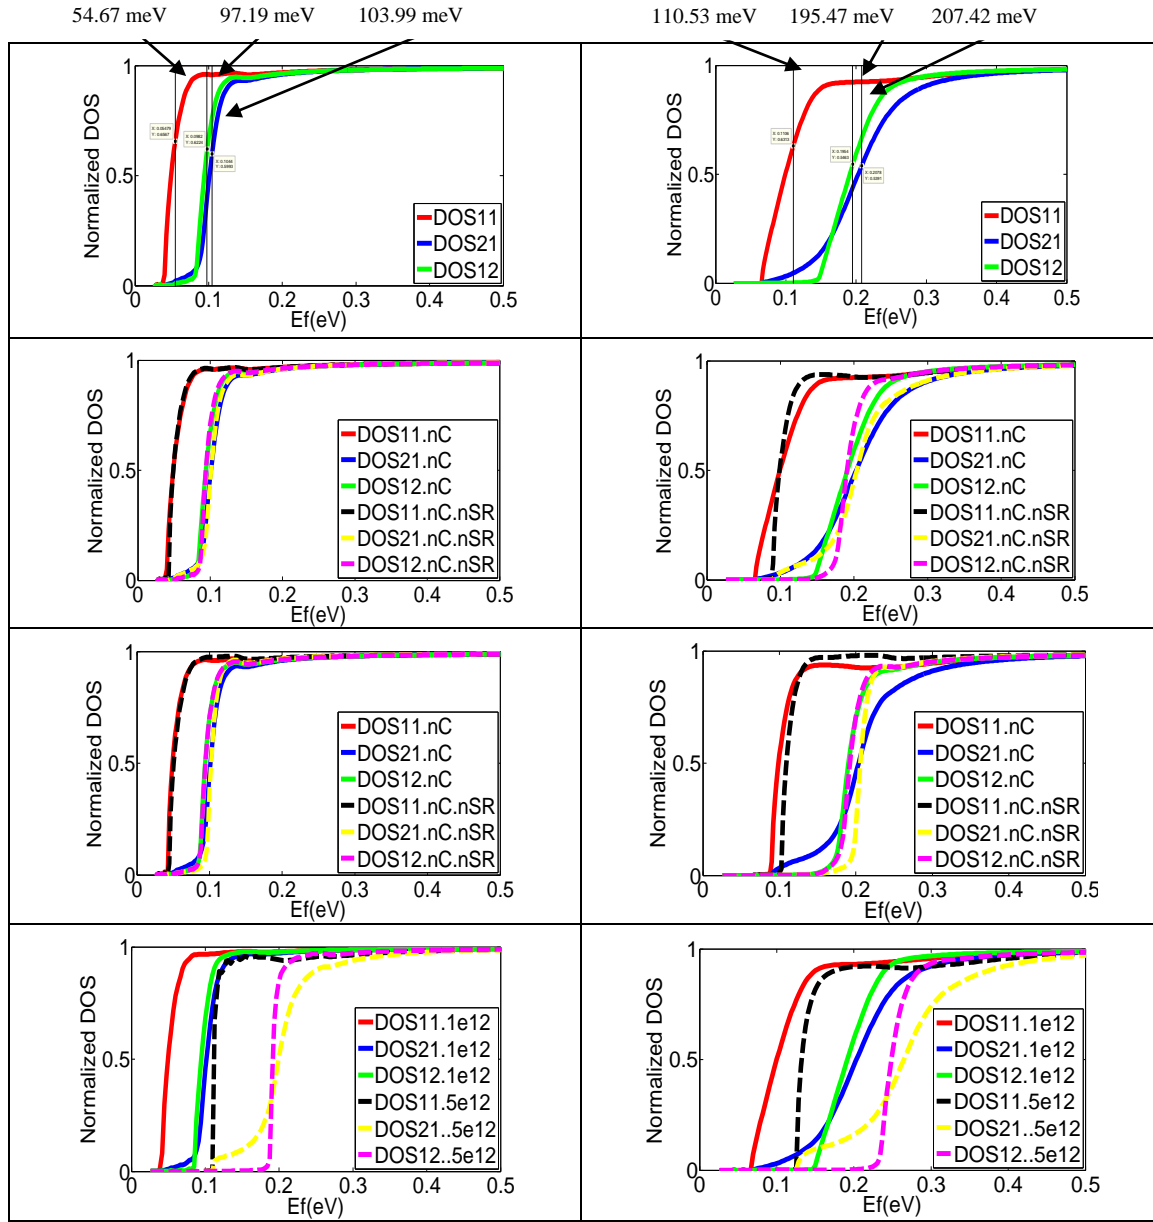 54.67 meV 97.19 meV 103.99 meV
110.53 meV 195.47 meV 207.42 meV
Normalized DOS
1
0.5
0
DOS11
DOS21
DOS12
0 0.1 0.2 0.3 0.4 0.5
Ef(eV)
Normalized DOS
1
0.5
0
DOS11
DOS21
DOS12
0 0.1 0.2 0.3 0.4 0.5
Ef(eV)
Normalized DOS
1
0.5
0
DOS11.nC
DOS21.nC
DOS12.nC
DOS11.nC.nSR
DOS21.nC.nSR
DOS12.nC.nSR
0 0.1 0.2 0.3 0.4 0.5
Ef(eV)
Normalized DOS
1
0.5
0
DOS11.nC
DOS21.nC
DOS12.nC
DOS11.nC.nSR
DOS21.nC.nSR
DOS12.nC.nSR
0 0.1 0.2 0.3 0.4 0.5
Ef(eV)
Normalized DOS
1
0.5
0
DOS11.nC
DOS21.nC
DOS12.nC
DOS11.nC.nSR
DOS21.nC.nSR
DOS12.nC.nSR
0 0.1 0.2 0.3 0.4 0.5
Ef(eV)
Normalized DOS
1
0.5
0
DOS11.nC
DOS21.nC
DOS12.nC
DOS11.nC.nSR
DOS21.nC.nSR
DOS12.nC.nSR
0 0.1 0.2 0.3 0.4 0.5
Ef(eV)
Normalized DOS
1
0.5
0
DOS11.1e12
DOS21.1e12
DOS12.1e12
DOS11.5e12
DOS21..5e12
DOS12..5e12
0 0.1 0.2 0.3 0.4 0.5
Ef(eV)
Normalized DOS
1
0.5
0
DOS11.1e12
DOS21.1e12
DOS12.1e12
DOS11.5e12
DOS21..5e12
DOS12..5e12
0 0.1 0.2 0.3 0.4 0.5
Ef(eV)